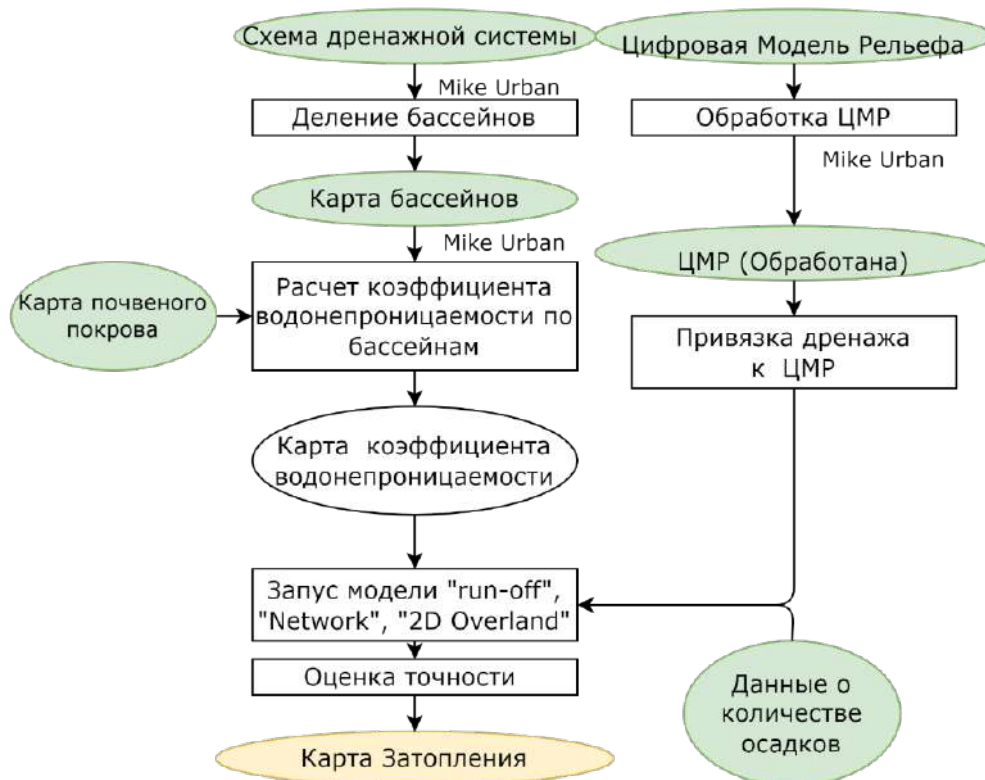 Схема дренажной системы
Цифровая Модель Рельефа
Mike Urban
Деление бассейнов
Обработка ЦМР
Mike Urban
Карта бассейнов
Mike Urban
ЦМР (Обработана)
Карта почвеного
покрова
Расчет коэффициента
водонепроницаемости по
бассейнам
Привязка дренажа
к ЦМР
Карта коэффициента
водонепроницаемости
Запус модели "run-off",
"Network", "2D Overland"
Оценка точности
Данные о
количестве
осадков
Карта Затопления